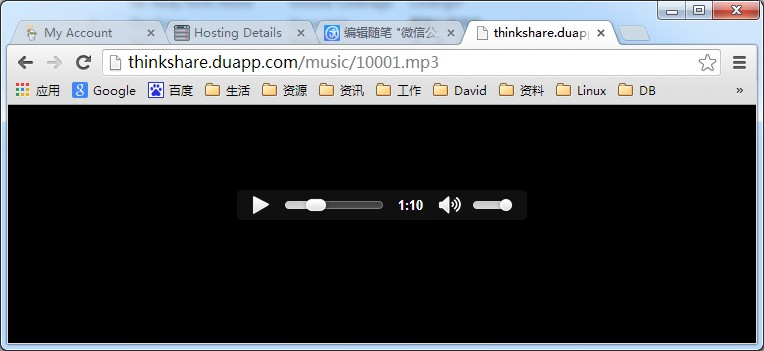 My Account
Hosting Details
编辑随笔 "微信公
thinkshare.duapp
thinkshare.duapp.com/music/10001.mp3
应用 Google 百度 生活 资源 资讯 工作 David 资料 Linux DB »
1:10